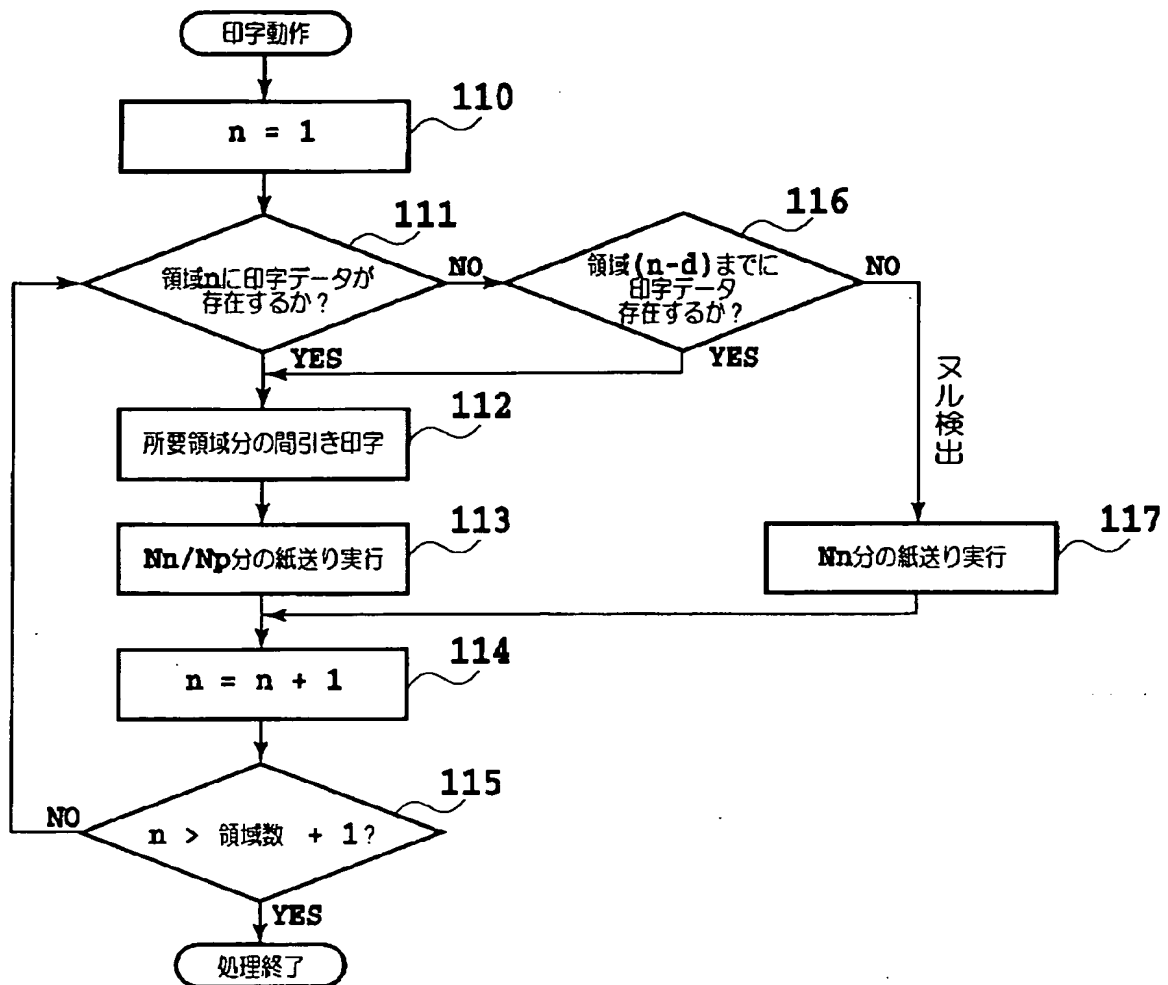 印字動作
110
n = 1
111
領域nに印字データが
存在するか?
NO
YES
116
領域(n-d)までに
印字データ
存在するか?
NO
YES
ヌル検出
112
所要領域分の間引き印字
113
Nn/Np分の紙送り実行
117
Nn分の紙送り実行
114
n = n + 1
115
n > 領域数 + 1?
NO
YES
処理終了